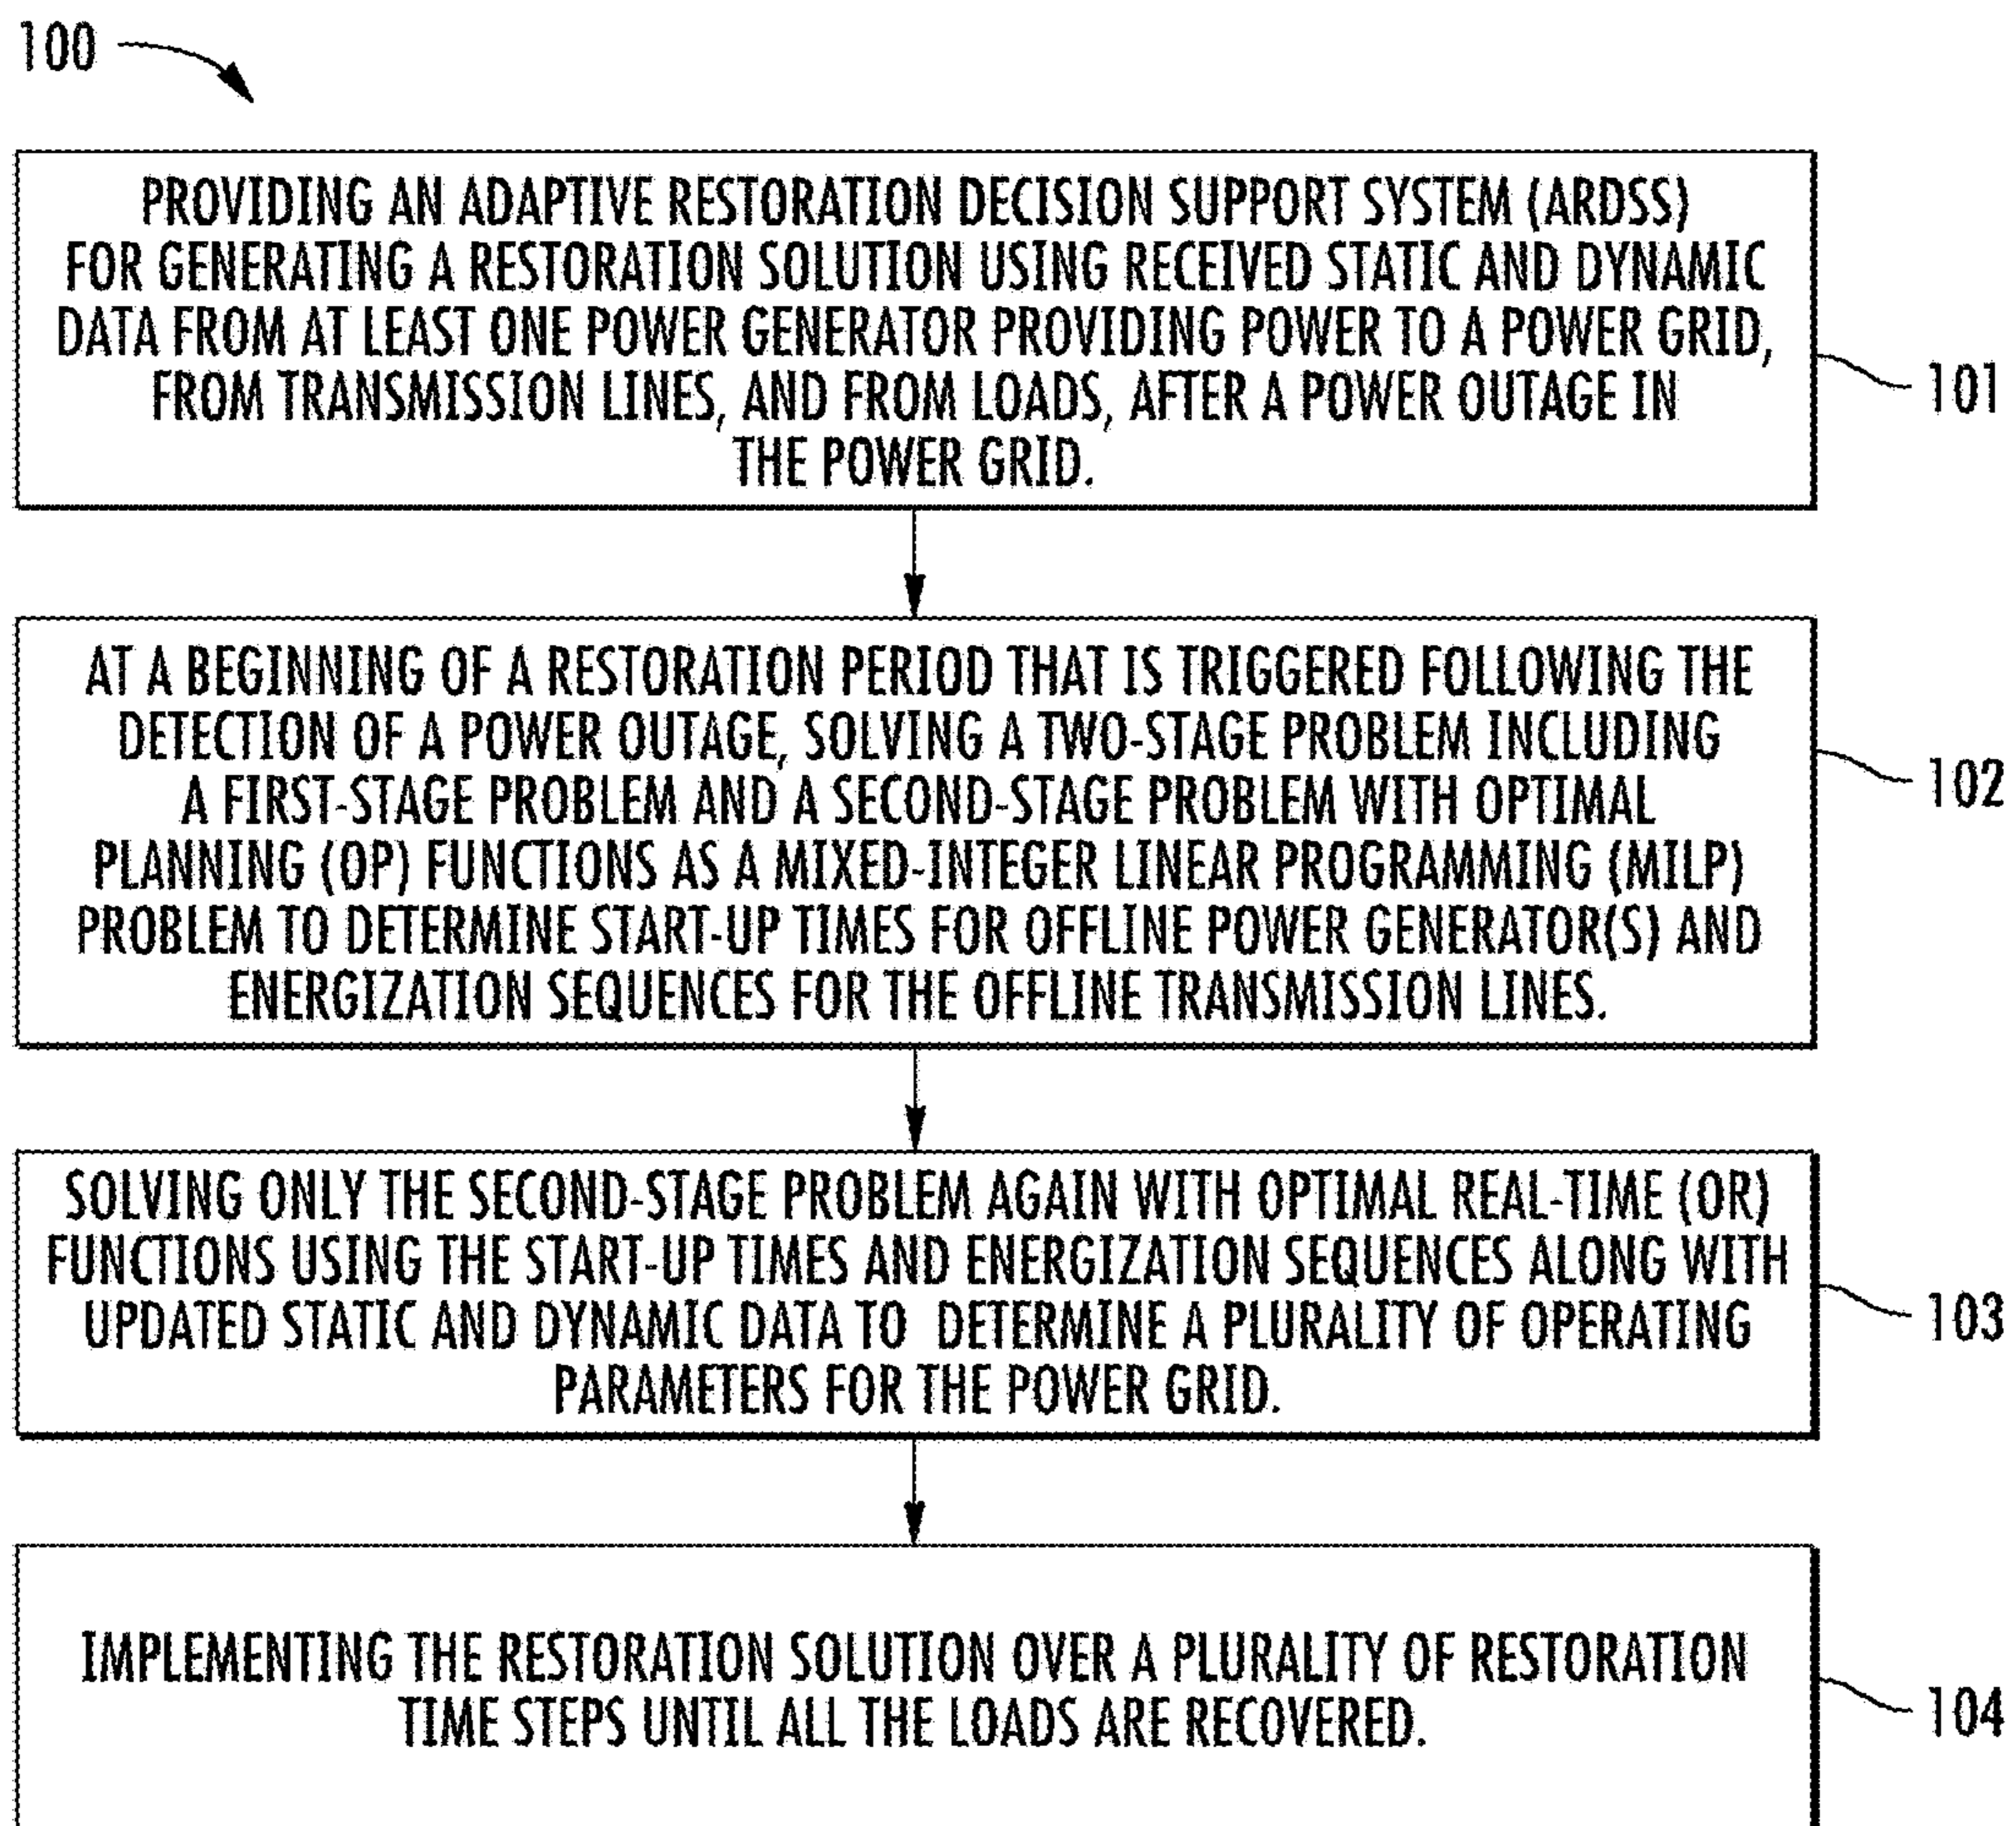 100
PROVIDING AN ADAPTIVE RESTORATION DECISION SUPPORT SYSTEM (ARDSS)
FOR GENERATING A RESTORATION SOLUTION USING RECEIVED STATIC AND DYNAMIC
DATA FROM AT LEAST ONE POWER GENERATOR PROVIDING POWER TO A POWER GRID,
FROM TRANSMISSION LINES, AND FROM LOADS, AFTER A POWER OUTAGE IN
THE POWER GRID.
101
AT A BEGINNING OF A RESTORATION PERIOD THAT IS TRIGGERED FOLLOWING THE
DETECTION OF A POWER OUTAGE, SOLVING A TWO-STAGE PROBLEM INCLUDING
A FIRST-STAGE PROBLEM AND A SECOND-STAGE PROBLEM WITH OPTIMAL
PLANNING (OP) FUNCTIONS AS A MIXED-INTEGER LINEAR PROGRAMMING (MILP)
PROBLEM TO DETERMINE START-UP TIMES FOR OFFLINE POWER GENERATOR(S) AND
ENERGIZATION SEQUENCES FOR THE OFFLINE TRANSMISSION LINES.
102
SOLVING ONLY THE SECOND-STAGE PROBLEM AGAIN WITH OPTIMAL REAL-TIME (OR)
FUNCTIONS USING THE START-UP TIMES AND ENERGIZATION SEQUENCES ALONG WITH
UPDATED STATIC AND DYNAMIC DATA TO DETERMINE A PLURALITY OF OPERATING
PARAMETERS FOR THE POWER GRID.
103
IMPLEMENTING THE RESTORATION SOLUTION OVER A PLURALITY OF RESTORATION
TIME STEPS UNTIL ALL THE LOADS ARE RECOVERED.
104